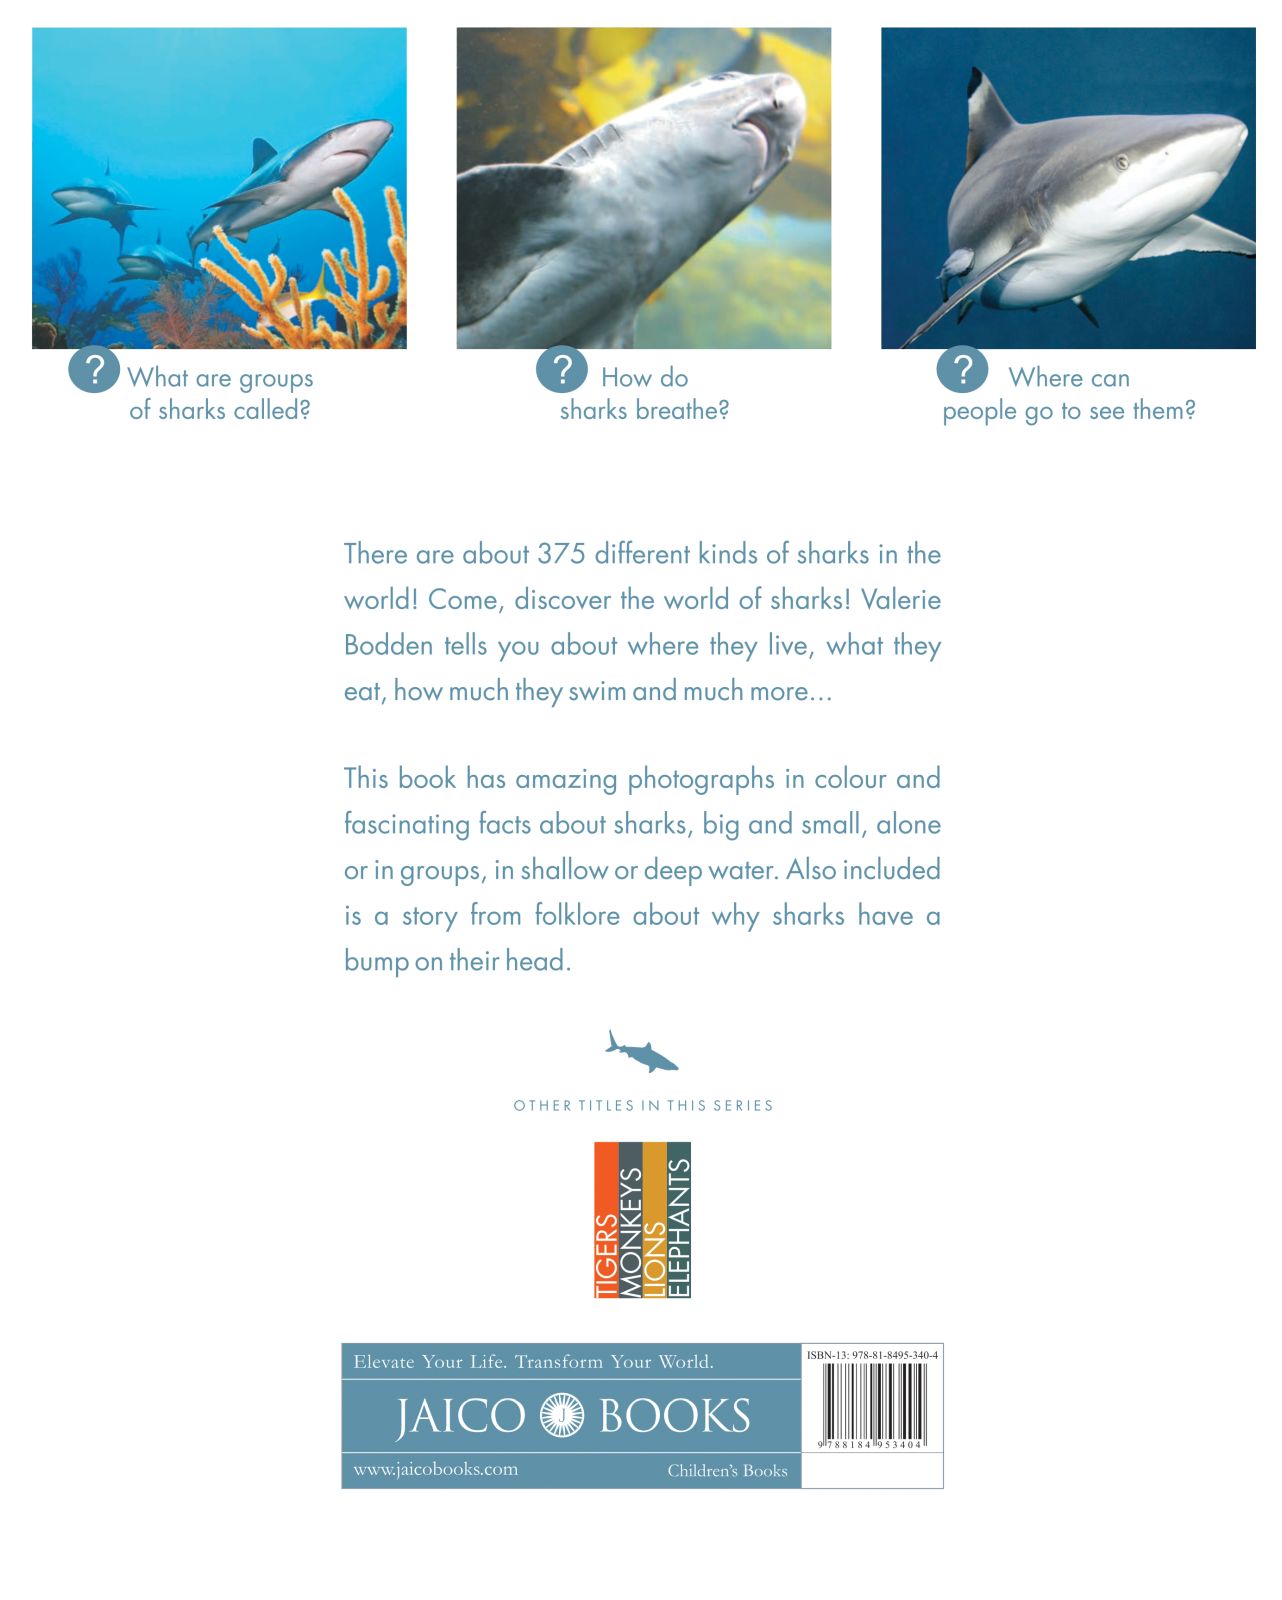 ? What are groups
of sharks called?
? How do
sharks breathe?
? Where can
people go to see them?
There are about 375 different kinds of sharks in the
world! Come, discover the world of sharks! Valerie
Bodden tells you about where they live, what they
eat, how much they swim and much more...
This book has amazing photographs in colour and
fascinating facts about sharks, big and small, alone
or in groups, in shallow or deep water. Also included
is a story from folklore about why sharks have a
bump on their head.
OTHER TITLES IN THIS SERIES
TIGERS
MONKEYS
LIONS
ELEPHANTS
Elevate Your Life. Transform Your World.
JAICO J BOOKS
www.jaicobooks.com
Children's Books
ISBN-13: 978-81-8495-340-4
9 788184 953404